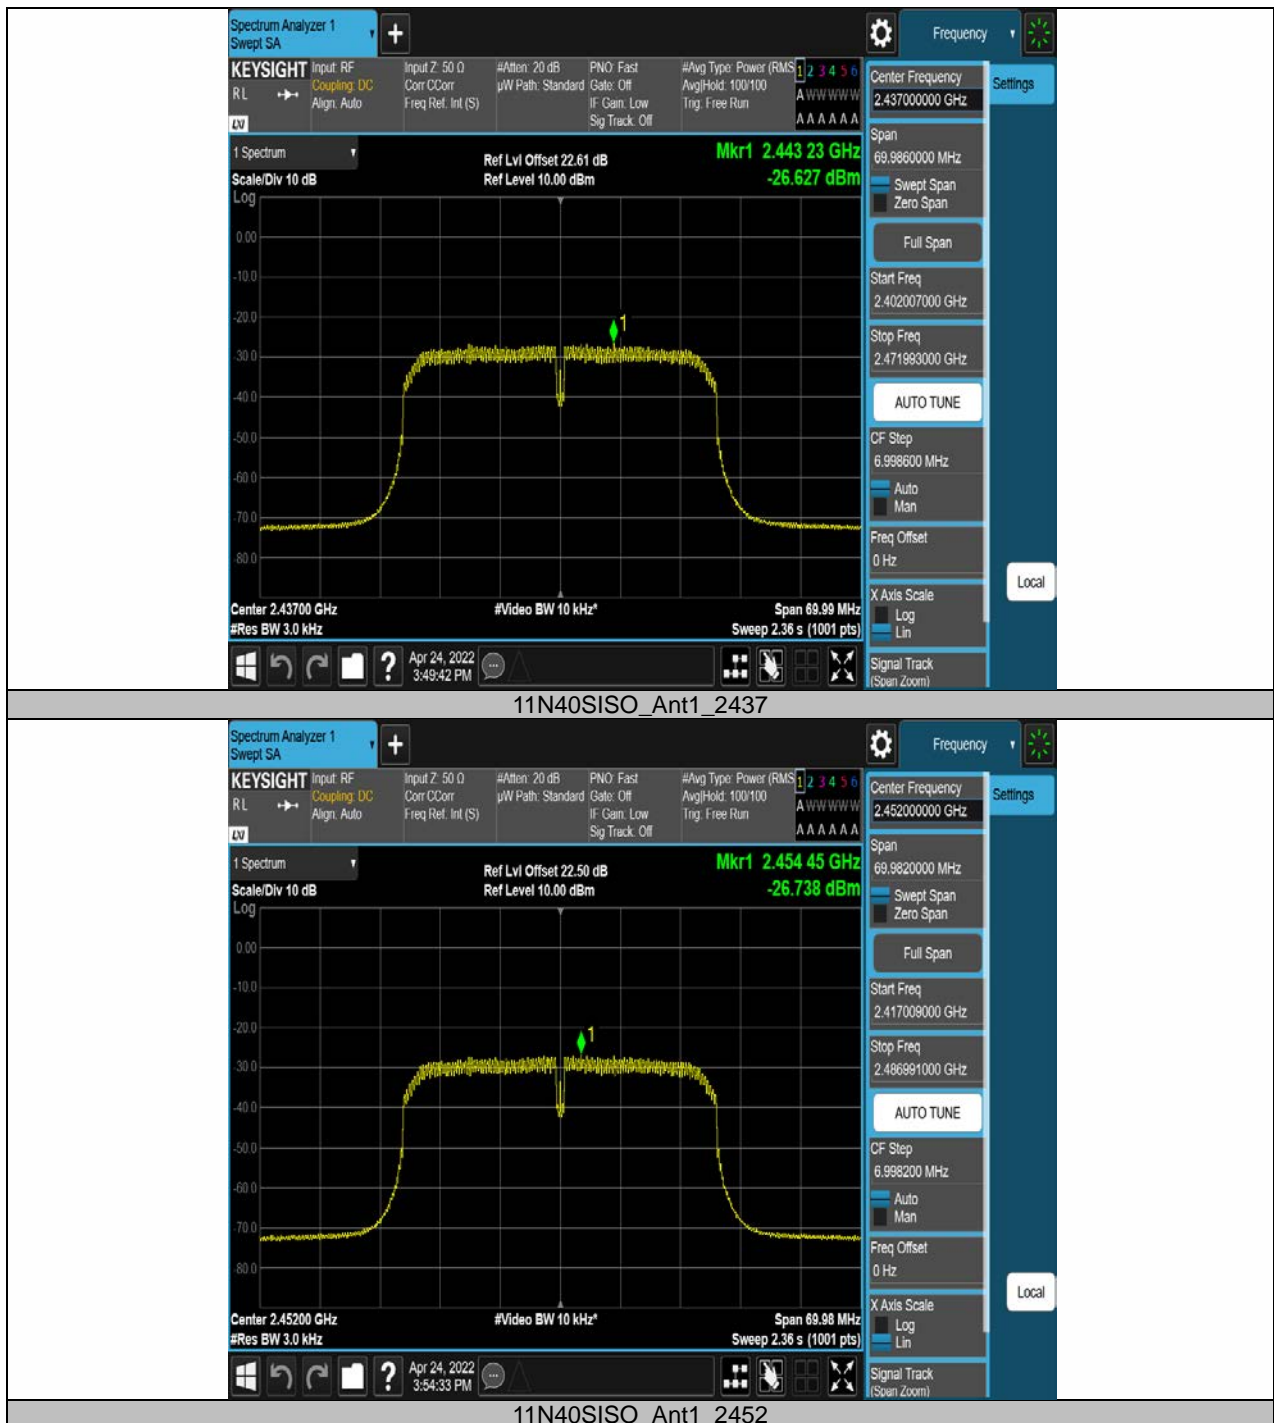 Spectrum Analyzer 1
Swept SA
Frequency
KEYSIGHT
RL
LXI
Input: RF
Coupling: DC
Align: Auto
Input Z: 50 Ω
Corr CCorr
Freq Ref: Int (S)
#Atten: 20 dB
µW Path: Standard
PNO: Fast
Gate: Off
IF Gain: Low
Sig Track: Off
#Avg Type: Power (RMS
Avg|Hold: 100/100
Trig: Free Run
1 2 3 4 5 6
A W W W W W
A A A A A A
1 Spectrum
Scale/Div 10 dB
Log
Ref Lvl Offset 22.61 dB
Ref Level 10.00 dBm
Mkr1 2.443 23 GHz
-26.627 dBm
0.00
-10.0
-20.0
-30.0
-40.0
-50.0
-60.0
-70.0
-80.0
1
Center 2.43700 GHz
#Res BW 3.0 kHz
#Video BW 10 kHz*
Span 69.99 MHz
Sweep 2.36 s (1001 pts)
Apr 24, 2022
3:49:42 PM
Center Frequency
2.437000000 GHz
Settings
Span
69.9860000 MHz
Swept Span
Zero Span
Full Span
Start Freq
2.402007000 GHz
Stop Freq
2.471993000 GHz
AUTO TUNE
CF Step
6.998600 MHz
Auto
Man
Freq Offset
0 Hz
X Axis Scale
Log
Lin
Signal Track
(Span Zoom)
Local
11N40SISO_Ant1_2437
Spectrum Analyzer 1
Swept SA
Frequency
KEYSIGHT
RL
LXI
Input: RF
Coupling: DC
Align: Auto
Input Z: 50 Ω
Corr CCorr
Freq Ref: Int (S)
#Atten: 20 dB
µW Path: Standard
PNO: Fast
Gate: Off
IF Gain: Low
Sig Track: Off
#Avg Type: Power (RMS
Avg|Hold: 100/100
Trig: Free Run
1 2 3 4 5 6
A W W W W W
A A A A A A
1 Spectrum
Scale/Div 10 dB
Log
Ref Lvl Offset 22.50 dB
Ref Level 10.00 dBm
Mkr1 2.454 45 GHz
-26.738 dBm
0.00
-10.0
-20.0
-30.0
-40.0
-50.0
-60.0
-70.0
-80.0
1
Center 2.45200 GHz
#Res BW 3.0 kHz
#Video BW 10 kHz*
Span 69.98 MHz
Sweep 2.36 s (1001 pts)
Apr 24, 2022
3:54:33 PM
Center Frequency
2.452000000 GHz
Settings
Span
69.9820000 MHz
Swept Span
Zero Span
Full Span
Start Freq
2.417009000 GHz
Stop Freq
2.486991000 GHz
AUTO TUNE
CF Step
6.998200 MHz
Auto
Man
Freq Offset
0 Hz
X Axis Scale
Log
Lin
Signal Track
(Span Zoom)
Local
11N40SISO_Ant1_2452